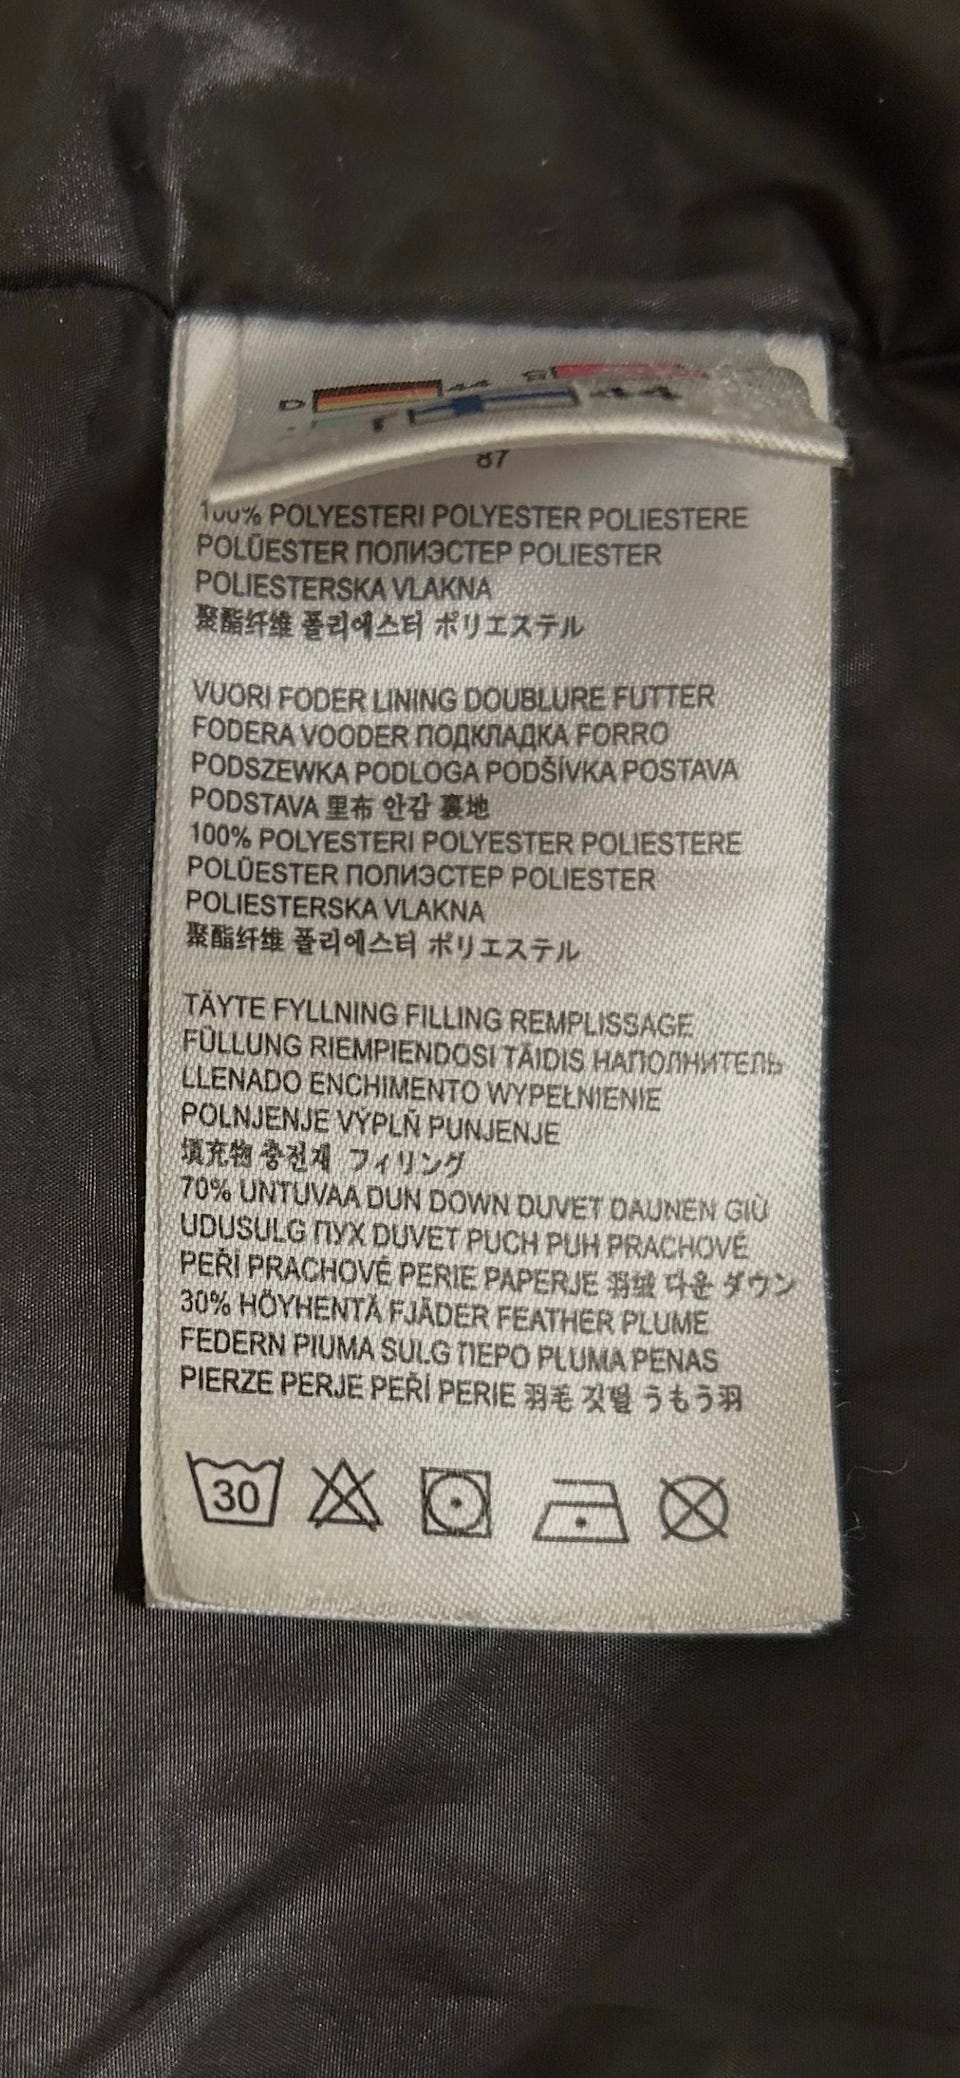 D 44
44
87
100% POLYESTERI POLYESTER POLIESTERE
POLÜESTER ПОЛИЭСТЕР POLIESTER
POLIESTERSKA VLAKNA
聚酯纤维 폴리에스터 ポリエステル
VUORI FODER LINING DOUBLURE FUTTER
FODERA VOODER ПОДКЛАДКА FORRO
PODSZEWKA PODLOGA PODŠÍVKA POSTAVA
PODSTAVA 里布 안감 裏地
100% POLYESTERI POLYESTER POLIESTERE
POLÜESTER ПОЛИЭСТЕР POLIESTER
POLIESTERSKA VLAKNA
聚酯纤维 폴리에스터 ポリエステル
TÄYTE FYLLNING FILLING REMPLISSAGE
FÜLLUNG RIEMPIENDOSI TÄIDIS НАПОЛНИТЕЛЬ
LLENADO ENCHIMENTO WYPEŁNIENIE
POLNJENJE VÝPLŇ PUNJENJE
填充物 충전재 フィリング
70% UNTUVAA DUN DOWN DUVET DAUNEN GIÙ
UDUSULG ПУХ DUVET PUCH PUH PRACHOVÉ
PEŘÍ PRACHOVÉ PERIE PAPERJE 羽绒 다운 ダウン
30% HÖYHENTÄ FJÄDER FEATHER PLUME
FEDERN PIUMA SULG ПЕРО PLUMA PENAS
PIERZE PERJE PEŘÍ PERIE 羽毛 깃털 うもう羽
30